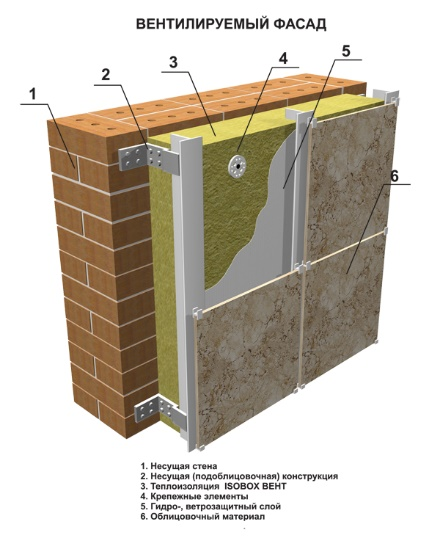 ВЕНТИЛИРУЕМЫЙ ФАСАД
1
2
3
4
5
6
1. Несущая стена
2. Несущая (подоблицовочная) конструкция
3. Теплоизоляция ISOBOX ВЕНТ
4. Крепежные элементы
5. Гидро-, ветрозащитный слой
6. Облицовочный материал